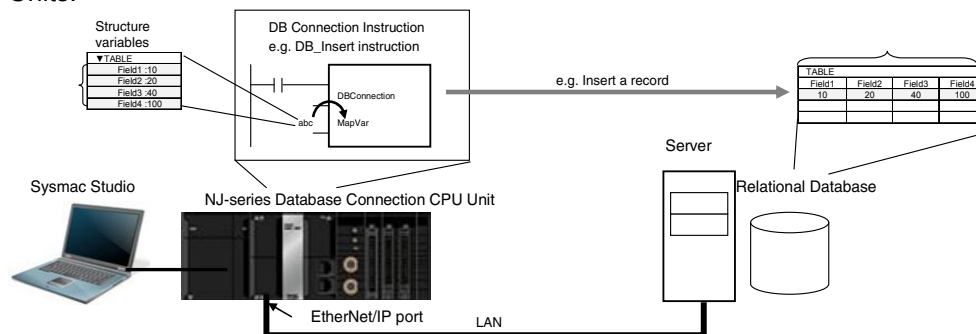 Units.
Structure
variables
▼TABLE
Field1 :10
Field2 :20
Field3 :40
Field4 :100
DB Connection Instruction
e.g. DB_Insert instruction
DBConnection
abc
MapVar
e.g. Insert a record
TABLE
Field1 Field2 Field3 Field4
10 20 40 100
Server
Relational Database
Sysmac Studio
NJ-series Database Connection CPU Unit
EtherNet/IP port
LAN